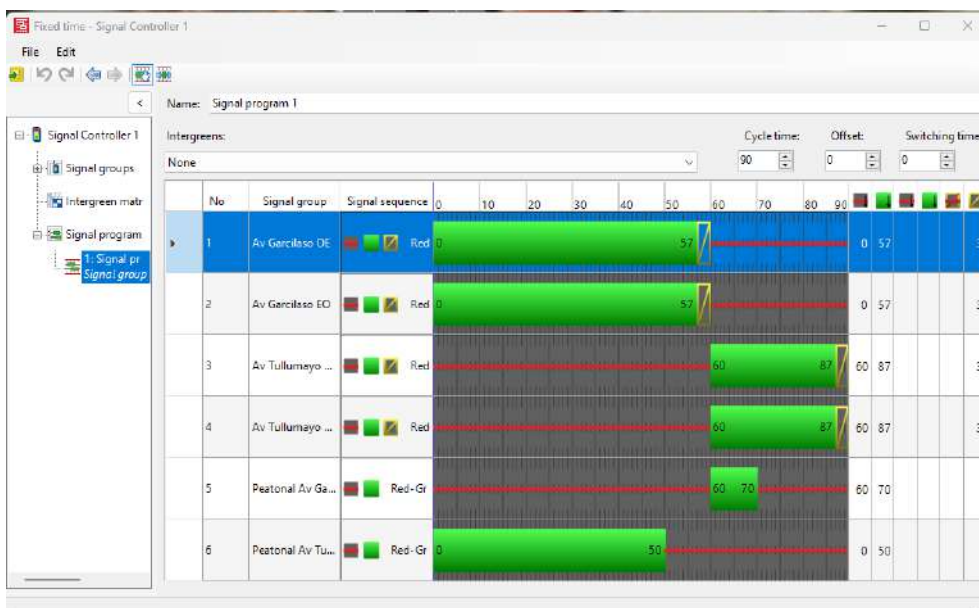 Fixed time - Signal Controller 1
File Edit
Name: Signal program 1
Signal Controller 1
Intergreens: Cycle time: Offset: Switching time
Signal groups
None 90 0 0
Intergreen matr
No Signal group Signal sequence 0 10 20 30 40 50 60 70 80 90
Signal program
1 Av Garcilaso OE Red 0 57 0 57 3
1: Signal pr
Signal group
2 Av Garcilaso EO Red 0 57 0 57 3
3 Av Tullumayo ... Red 60 87 60 87 3
4 Av Tullumayo ... Red 60 87 60 87 3
5 Peatonal Av Ga... Red-Gr 60 70 60 70
6 Peatonal Av Tu... Red-Gr 0 50 0 50